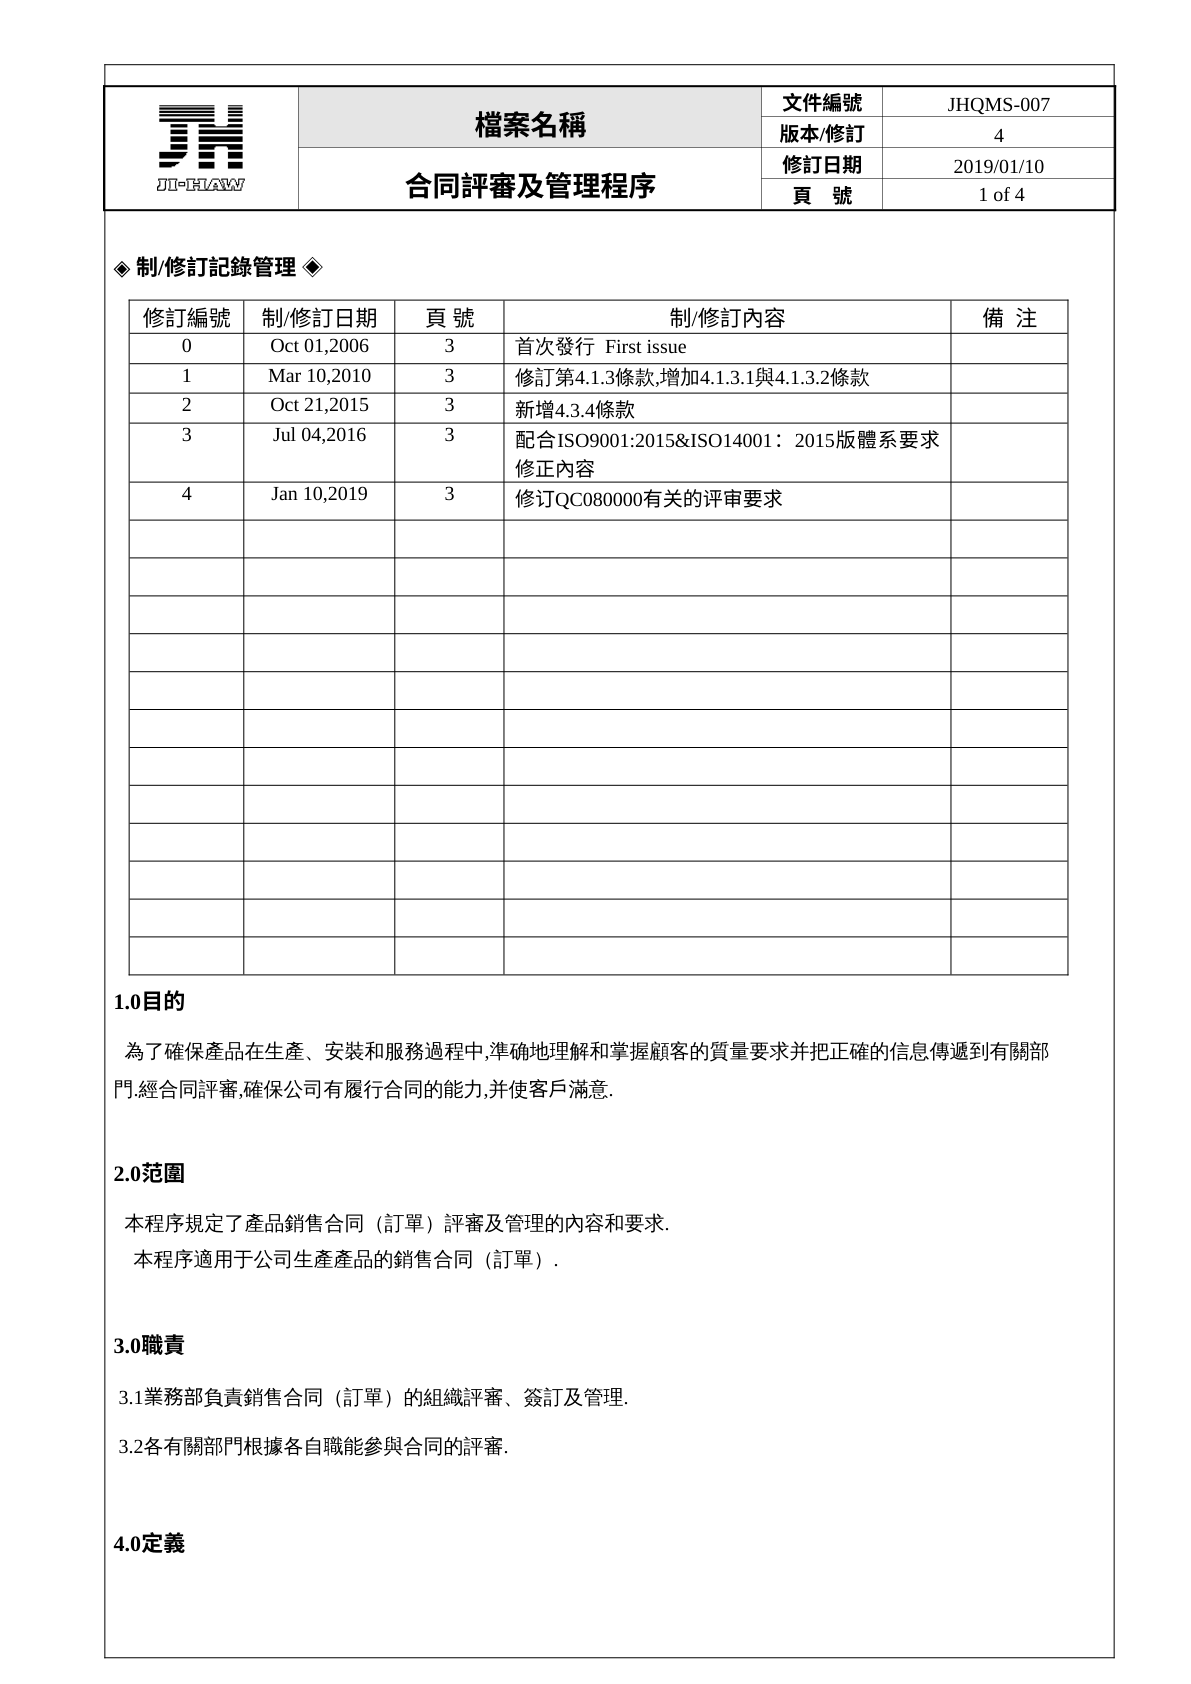 JH
JI-HAW
檔案名稱
合同評審及管理程序
文件編號 JHQMS-007
版本/修訂 4
修訂日期 2019/01/10
頁 號 1 of 4
◈ 制/修訂記錄管理 ◈
修訂編號 制/修訂日期 頁 號 制/修訂內容 備 注
0 Oct 01,2006 3 首次發行 First issue
1 Mar 10,2010 3 修訂第4.1.3條款,增加4.1.3.1與4.1.3.2條款
2 Oct 21,2015 3 新增4.3.4條款
3 Jul 04,2016 3 配合ISO9001:2015&ISO14001：2015版體系要求
修正內容
4 Jan 10,2019 3 修订QC080000有关的评审要求
1.0目的
為了確保產品在生產、安裝和服務過程中,準确地理解和掌握顧客的質量要求并把正確的信息傳遞到有關部
門.經合同評審,確保公司有履行合同的能力,并使客戶滿意.
2.0范圍
本程序規定了產品銷售合同（訂單）評審及管理的內容和要求.
本程序適用于公司生產產品的銷售合同（訂單）.
3.0職責
3.1業務部負責銷售合同（訂單）的組織評審、簽訂及管理.
3.2各有關部門根據各自職能參與合同的評審.
4.0定義